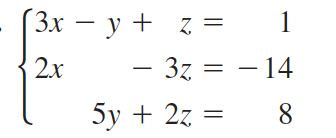 3x − y + z = 1
2x − 3z = −14
5y + 2z = 8